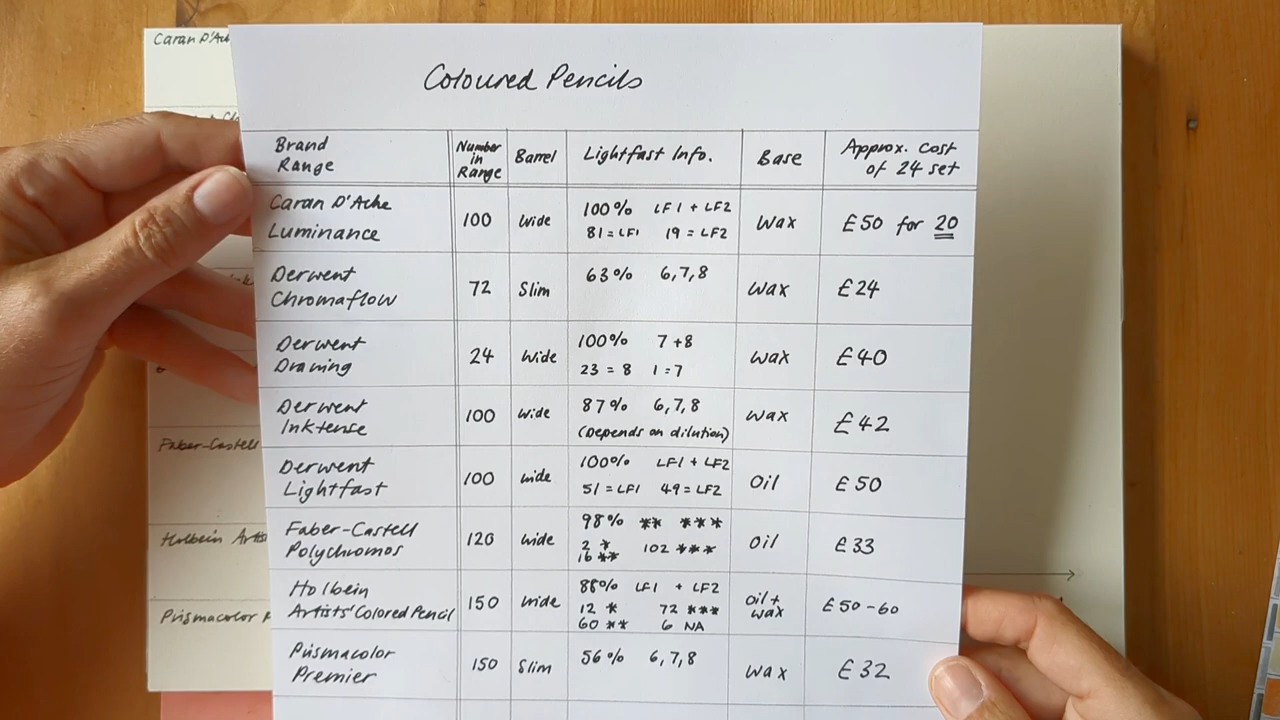 Caran D'A
Coloured Pencils
Brand Range
Number in Range
Barrel
Lightfast Info.
Base
Approx. cost of 24 set
Caran D'Ache Luminance
100
Wide
100% LF1 + LF2
81 = LF1 19 = LF2
Wax
£50 for 20
Derwent Chromaflow
72
Slim
63% 6,7,8
Wax
£24
Derwent Drawing
24
Wide
100% 7+8
23 = 8 1 = 7
Wax
£40
Derwent Inktense
100
Wide
87% 6,7,8
(Depends on dilution)
Wax
£42
Derwent Lightfast
100
Wide
100% LF1 + LF2
51 = LF1 49 = LF2
Oil
£50
Faber-Castell Polychromos
120
Wide
98% ** ***
2 *
16 ** 102 ***
Oil
£33
Holbein Artists' Colored Pencil
150
Wide
88% LF1 + LF2
12 * 72 ***
60 ** 6 NA
Oil + Wax
£50-60
Prismacolor Premier
150
Slim
56% 6,7,8
Wax
£32
Faber-Castell
Holbein Artis
Prismacolor P